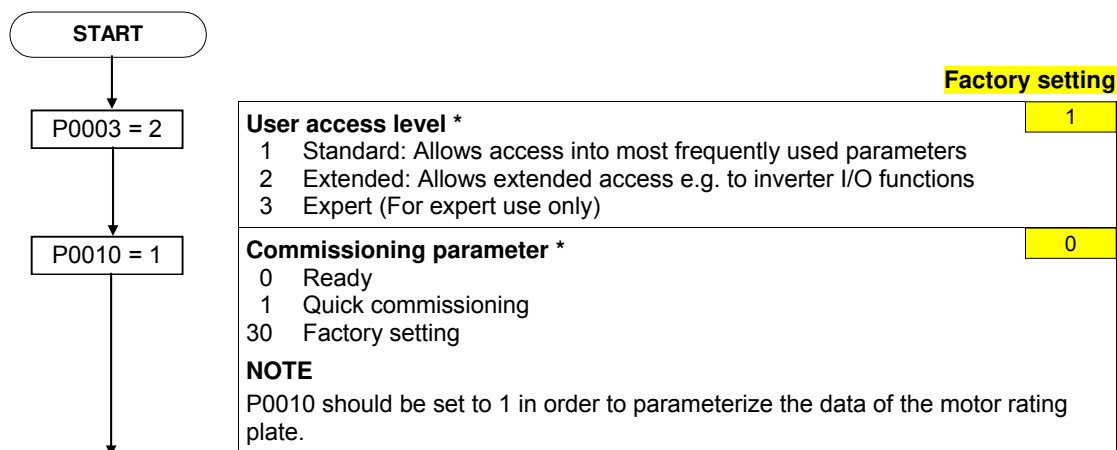 START
Factory setting
P0003 = 2
User access level *
1
1 Standard: Allows access into most frequently used parameters
2 Extended: Allows extended access e.g. to inverter I/O functions
3 Expert (For expert use only)
P0010 = 1
Commissioning parameter *
0
0 Ready
1 Quick commissioning
30 Factory setting
NOTE
P0010 should be set to 1 in order to parameterize the data of the motor rating
plate.